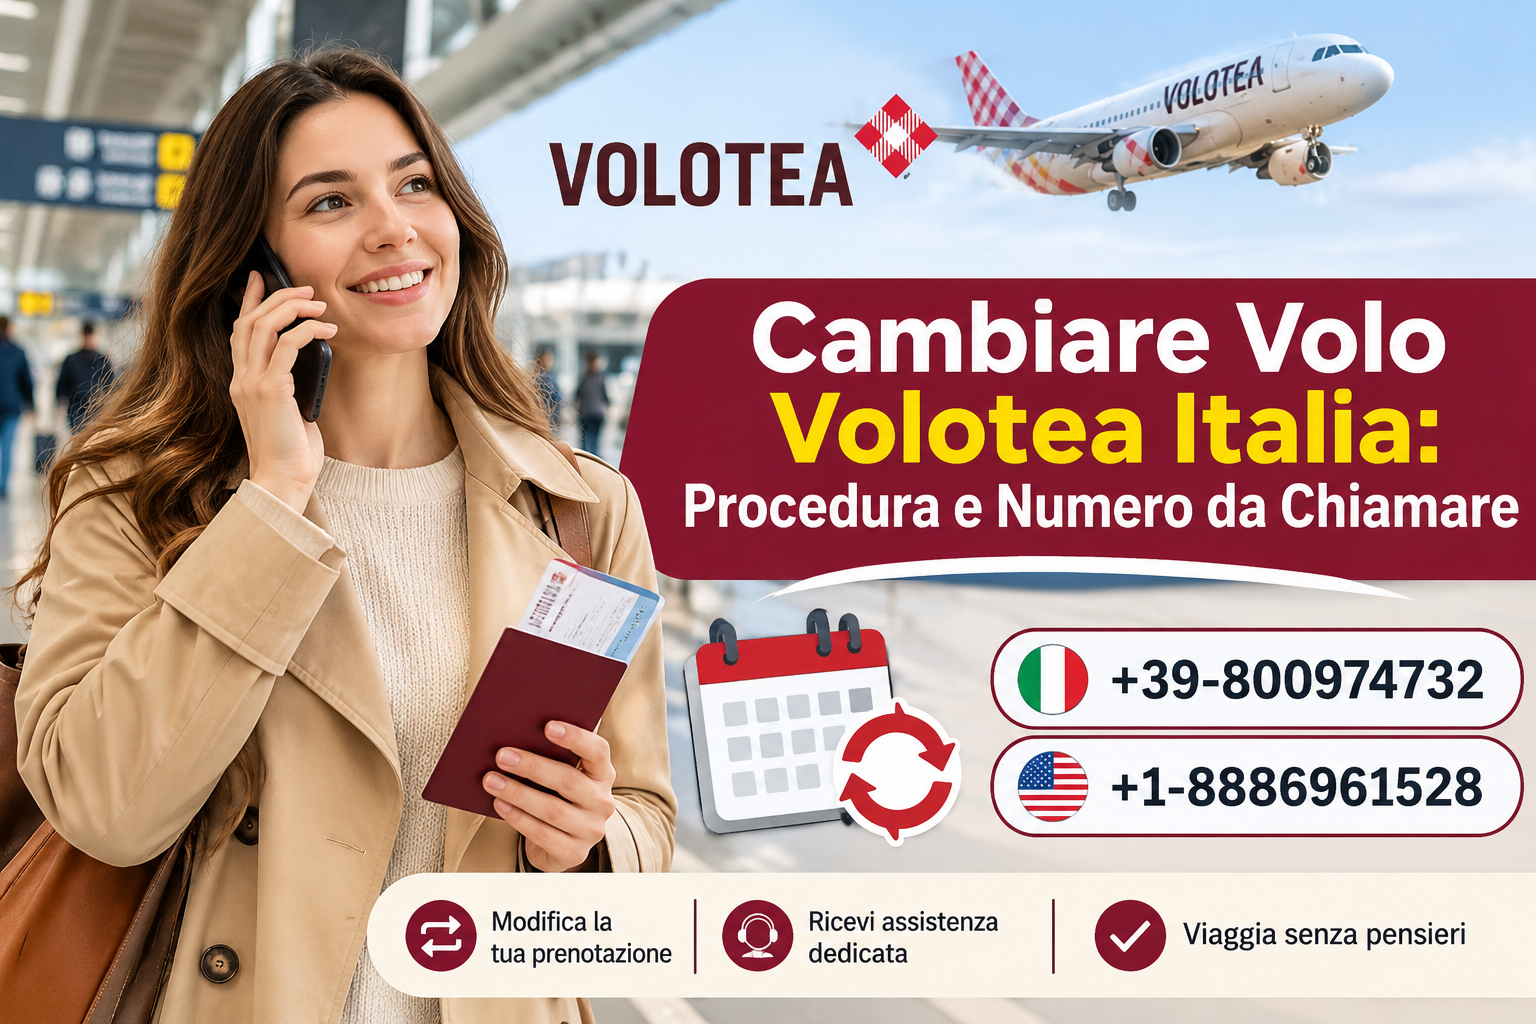 VOLOTEA
VOLOTEA
Cambiare Volo
Volotea Italia:
Procedura e Numero da Chiamare
+39-800974732
+1-8886961528
Modifica la
tua prenotazione
Ricevi assistenza
dedicata
Viaggia senza pensieri